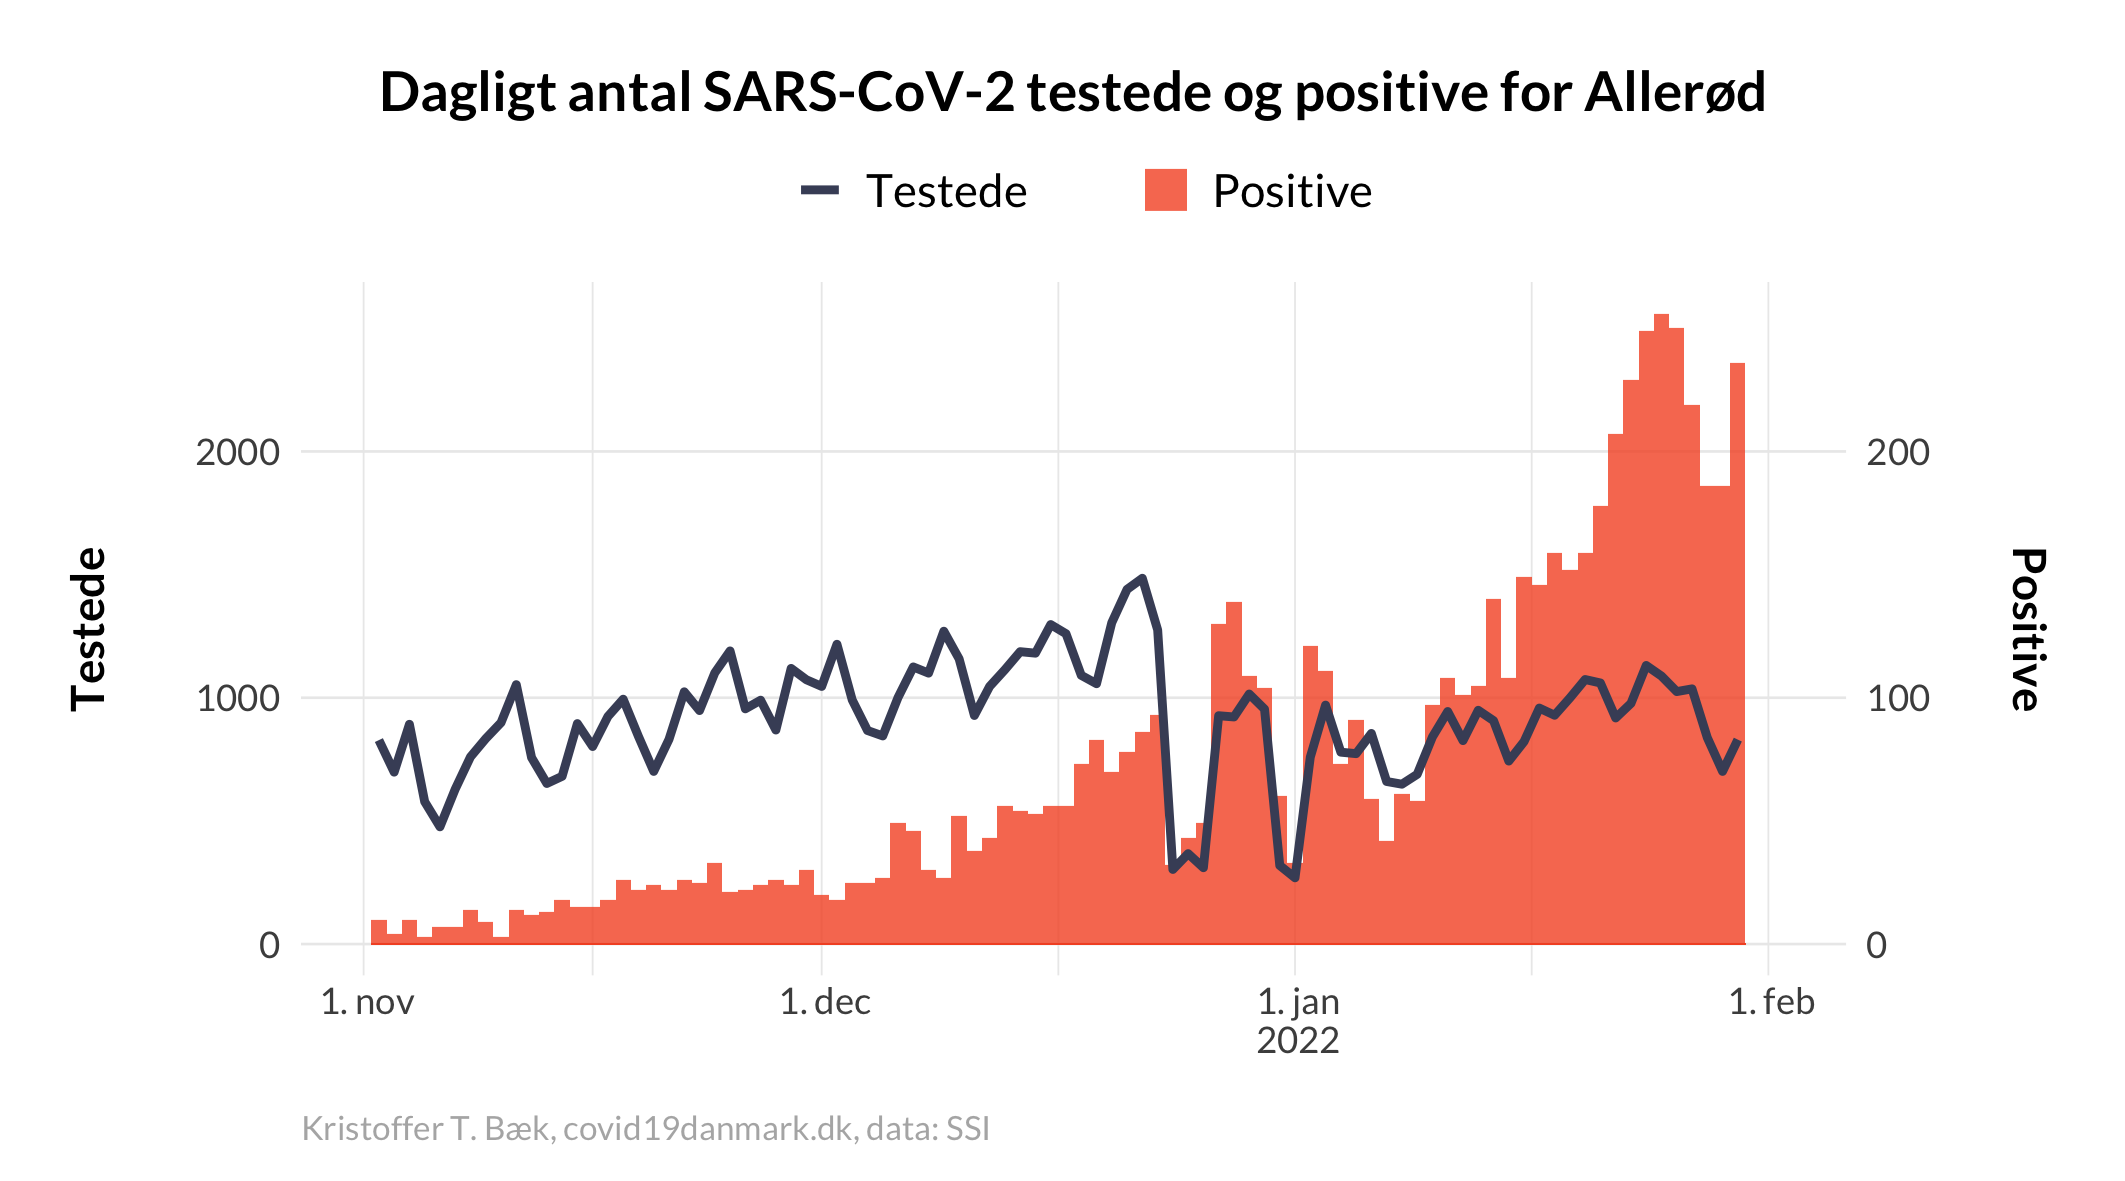 Dagligt antal SARS-CoV-2 testede og positive for Allerød
Testede
Positive
2000
1000
0
Testede
200
100
0
Positive
1. nov
1. dec
1. jan
2022
1. feb
Kristoffer T. Bæk, covid19danmark.dk, data: SSI